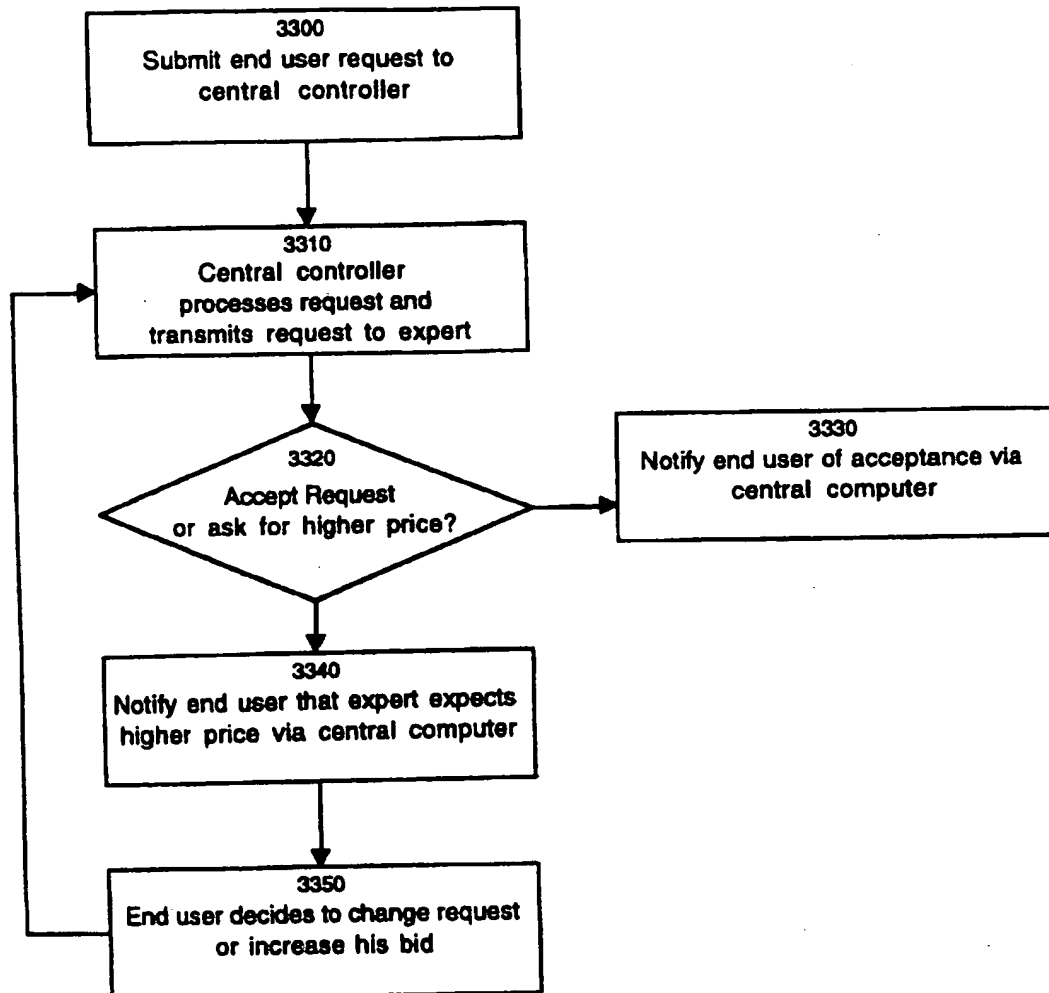 3300
Submit end user request to
central controller
3310
Central controller
processes request and
transmits request to expert
3320
Accept Request
or ask for higher price?
3330
Notify end user of acceptance via
central computer
3340
Notify end user that expert expects
higher price via central computer
3350
End user decides to change request
or increase his bid